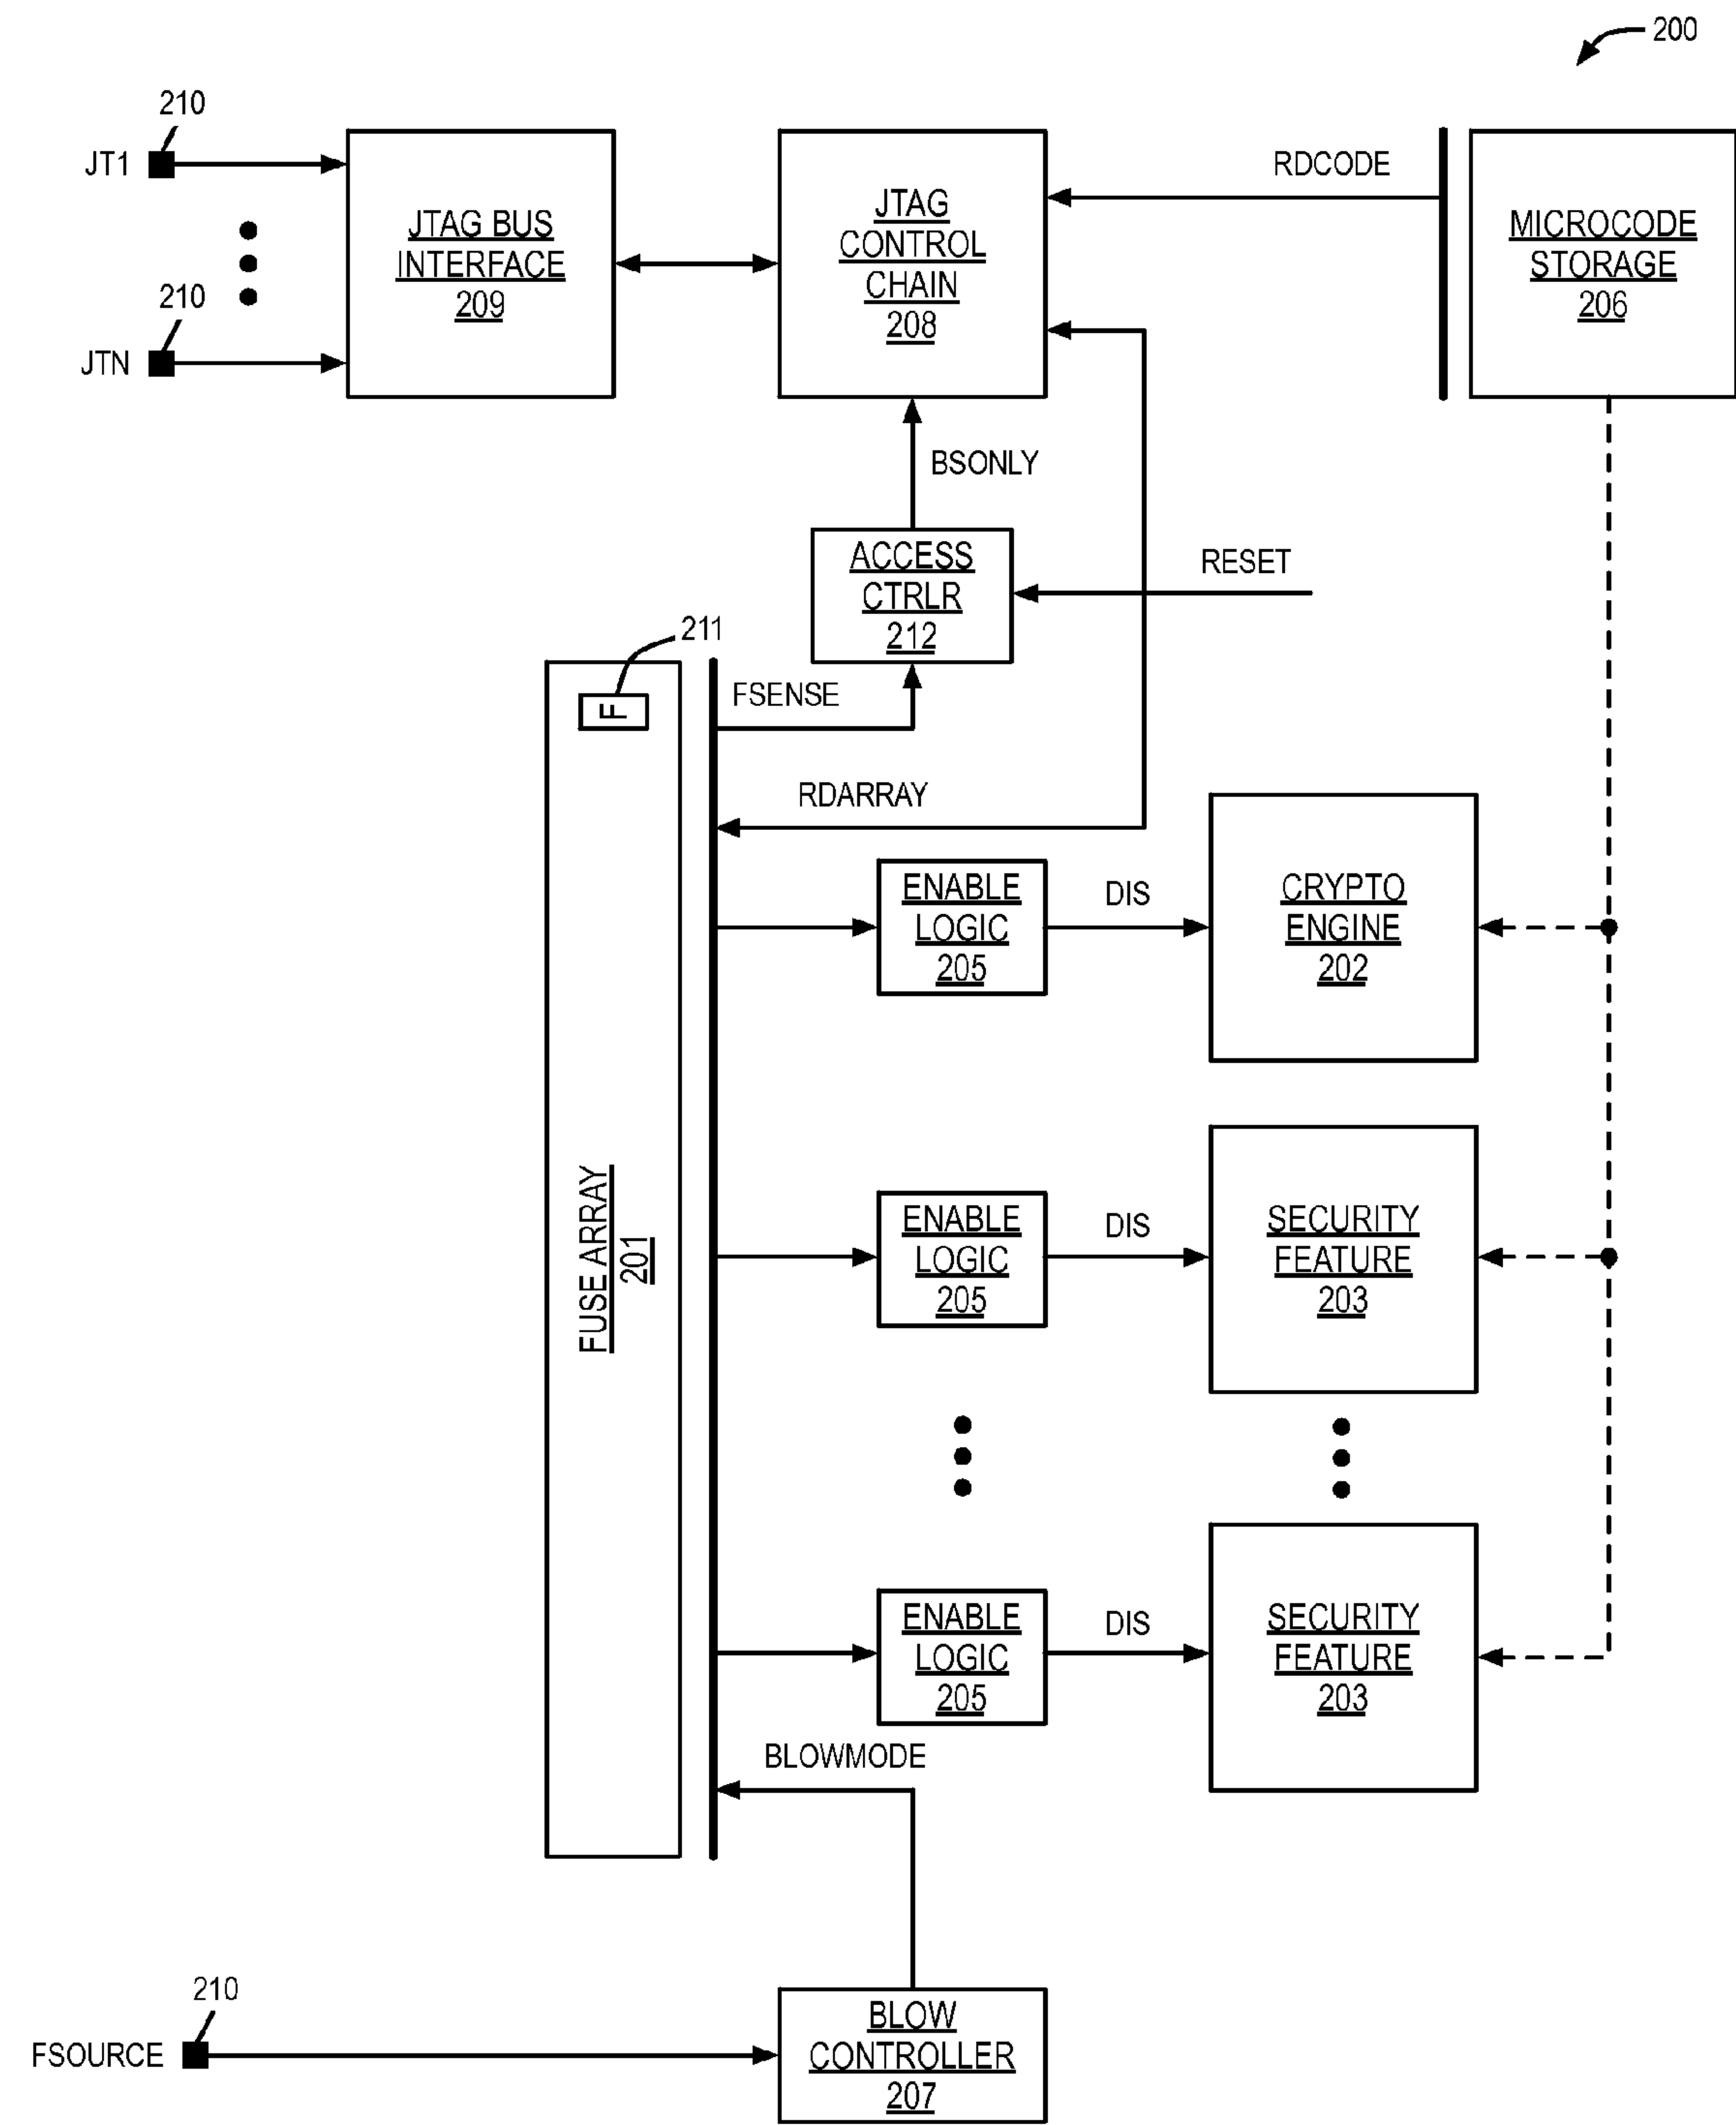 200
210
JT1
JTAG BUS
INTERFACE
209
210
JTN
JTAG
CONTROL
CHAIN
208
RDCODE
MICROCODE
STORAGE
206
BSONLY
ACCESS
CTRLR
212
RESET
211
F
FSENSE
RDARRAY
FUSE ARRAY
201
ENABLE
LOGIC
205
DIS
CRYPTO
ENGINE
202
ENABLE
LOGIC
205
DIS
SECURITY
FEATURE
203
ENABLE
LOGIC
205
DIS
SECURITY
FEATURE
203
BLOWMODE
210
FSOURCE
BLOW
CONTROLLER
207